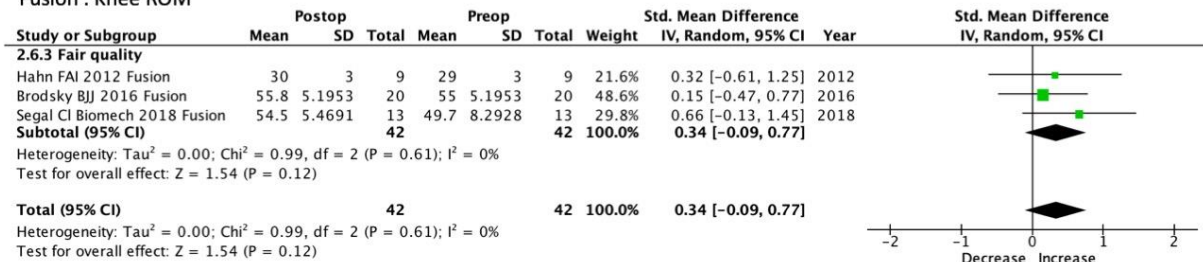 Fusion : Knee ROM
Postop Preop Std. Mean Difference Std. Mean Difference
Study or Subgroup Mean SD Total Mean SD Total Weight IV, Random, 95% CI Year IV, Random, 95% CI
2.6.3 Fair quality
Hahn FAI 2012 Fusion 30 3 9 29 3 9 21.6% 0.32 [-0.61, 1.25] 2012
Brodsky BJJ 2016 Fusion 55.8 5.1953 20 55 5.1953 20 48.6% 0.15 [-0.47, 0.77] 2016
Segal Cl Biomech 2018 Fusion 54.5 5.4691 13 49.7 8.2928 13 29.8% 0.66 [-0.13, 1.45] 2018
Subtotal (95% CI) 42 42 100.0% 0.34 [-0.09, 0.77]
Heterogeneity: Tau² = 0.00; Chi² = 0.99, df = 2 (P = 0.61); I² = 0%
Test for overall effect: Z = 1.54 (P = 0.12)
Total (95% CI) 42 42 100.0% 0.34 [-0.09, 0.77]
Heterogeneity: Tau² = 0.00; Chi² = 0.99, df = 2 (P = 0.61); I² = 0%
Test for overall effect: Z = 1.54 (P = 0.12)
-2 -1 0 1 2
Decrease Increase